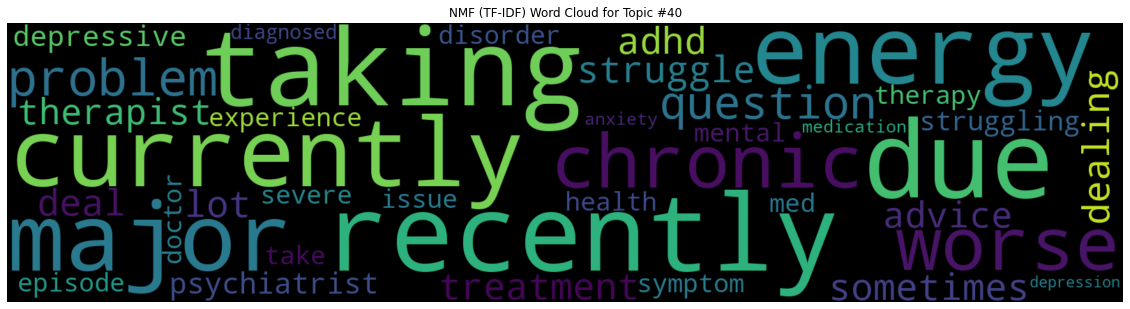 NMF (TF-IDF) Word Cloud for Topic #40
depressive taking diagnosed disorder adhd energy
problem struggle question therapy
therapist experience anxiety mental medication struggling dealing
currently chronic due
deal doctor lot severe issue health med advice
major recently worse
take
episode psychiatrist treatment symptom sometimes depression